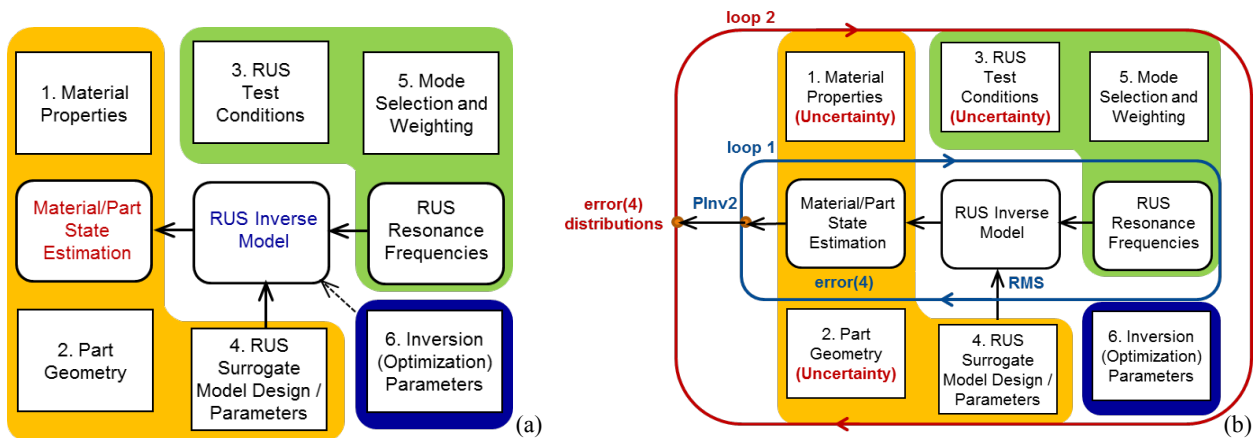 1. Material
Properties
3. RUS
Test
Conditions
5. Mode
Selection and
Weighting
Material/Part
State
Estimation
RUS Inverse
Model
RUS
Resonance
Frequencies
2. Part
Geometry
4. RUS
Surrogate
Model Design /
Parameters
6. Inversion
(Optimization)
Parameters
(a)
loop 2
1. Material
Properties
(Uncertainty)
3. RUS
Test
Conditions
(Uncertainty)
5. Mode
Selection and
Weighting
loop 1
error(4)
distributions
PInv2
Material/Part
State
Estimation
RUS
Inverse
Model
RUS
Resonance
Frequencies
error(4)
RMS
2. Part
Geometry
(Uncertainty)
4. RUS
Surrogate
Model Design /
Parameters
6. Inversion
(Optimization)
Parameters
(b)